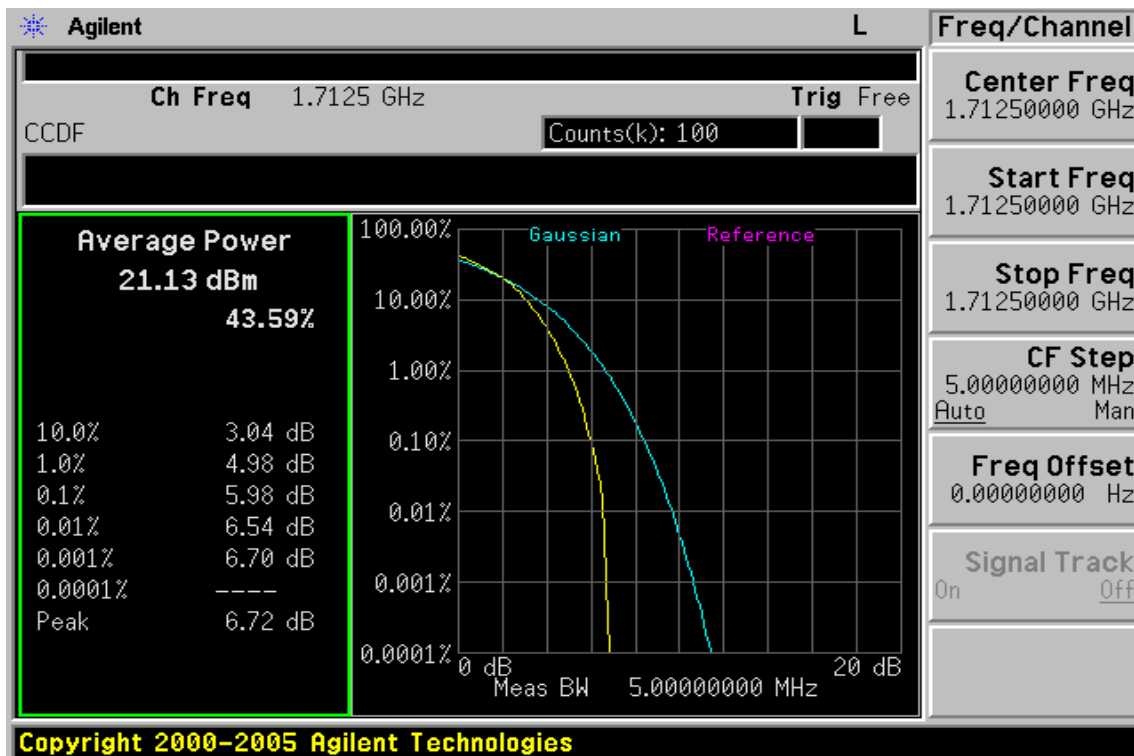 Agilent
L
Freq/Channel
Ch Freq 1.7125 GHz
Trig Free
CCDF
Counts(k): 100
Center Freq
1.71250000 GHz
Start Freq
1.71250000 GHz
Stop Freq
1.71250000 GHz
CF Step
5.00000000 MHz
Auto Man
Freq Offset
0.00000000 Hz
Signal Track
On Off
Average Power
21.13 dBm
43.59%
10.0% 3.04 dB
1.0% 4.98 dB
0.1% 5.98 dB
0.01% 6.54 dB
0.001% 6.70 dB
0.0001% ----
Peak 6.72 dB
Gaussian
Reference
100.00%
10.00%
1.00%
0.10%
0.01%
0.001%
0.0001%
0 dB 20 dB
Meas BW 5.00000000 MHz
Copyright 2000-2005 Agilent Technologies